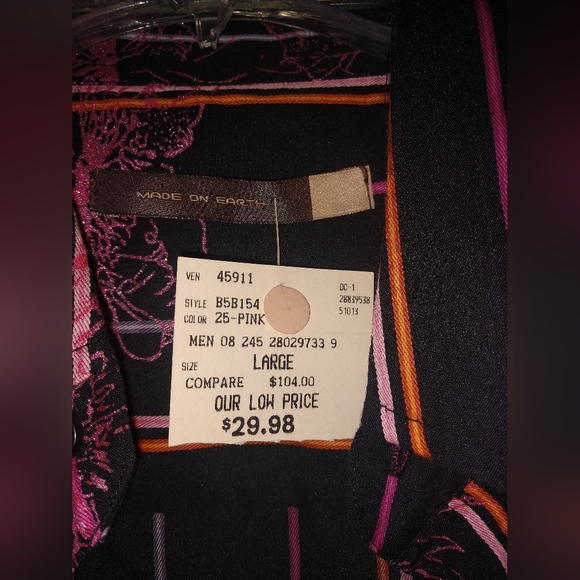 MADE ON EARTH
VEN 45911
DC-1
STYLE B5B154 28839538
COLOR 25-PINK 51013
MEN 08 245 28029733 9
SIZE LARGE
COMPARE $104.00
OUR LOW PRICE
$29.98